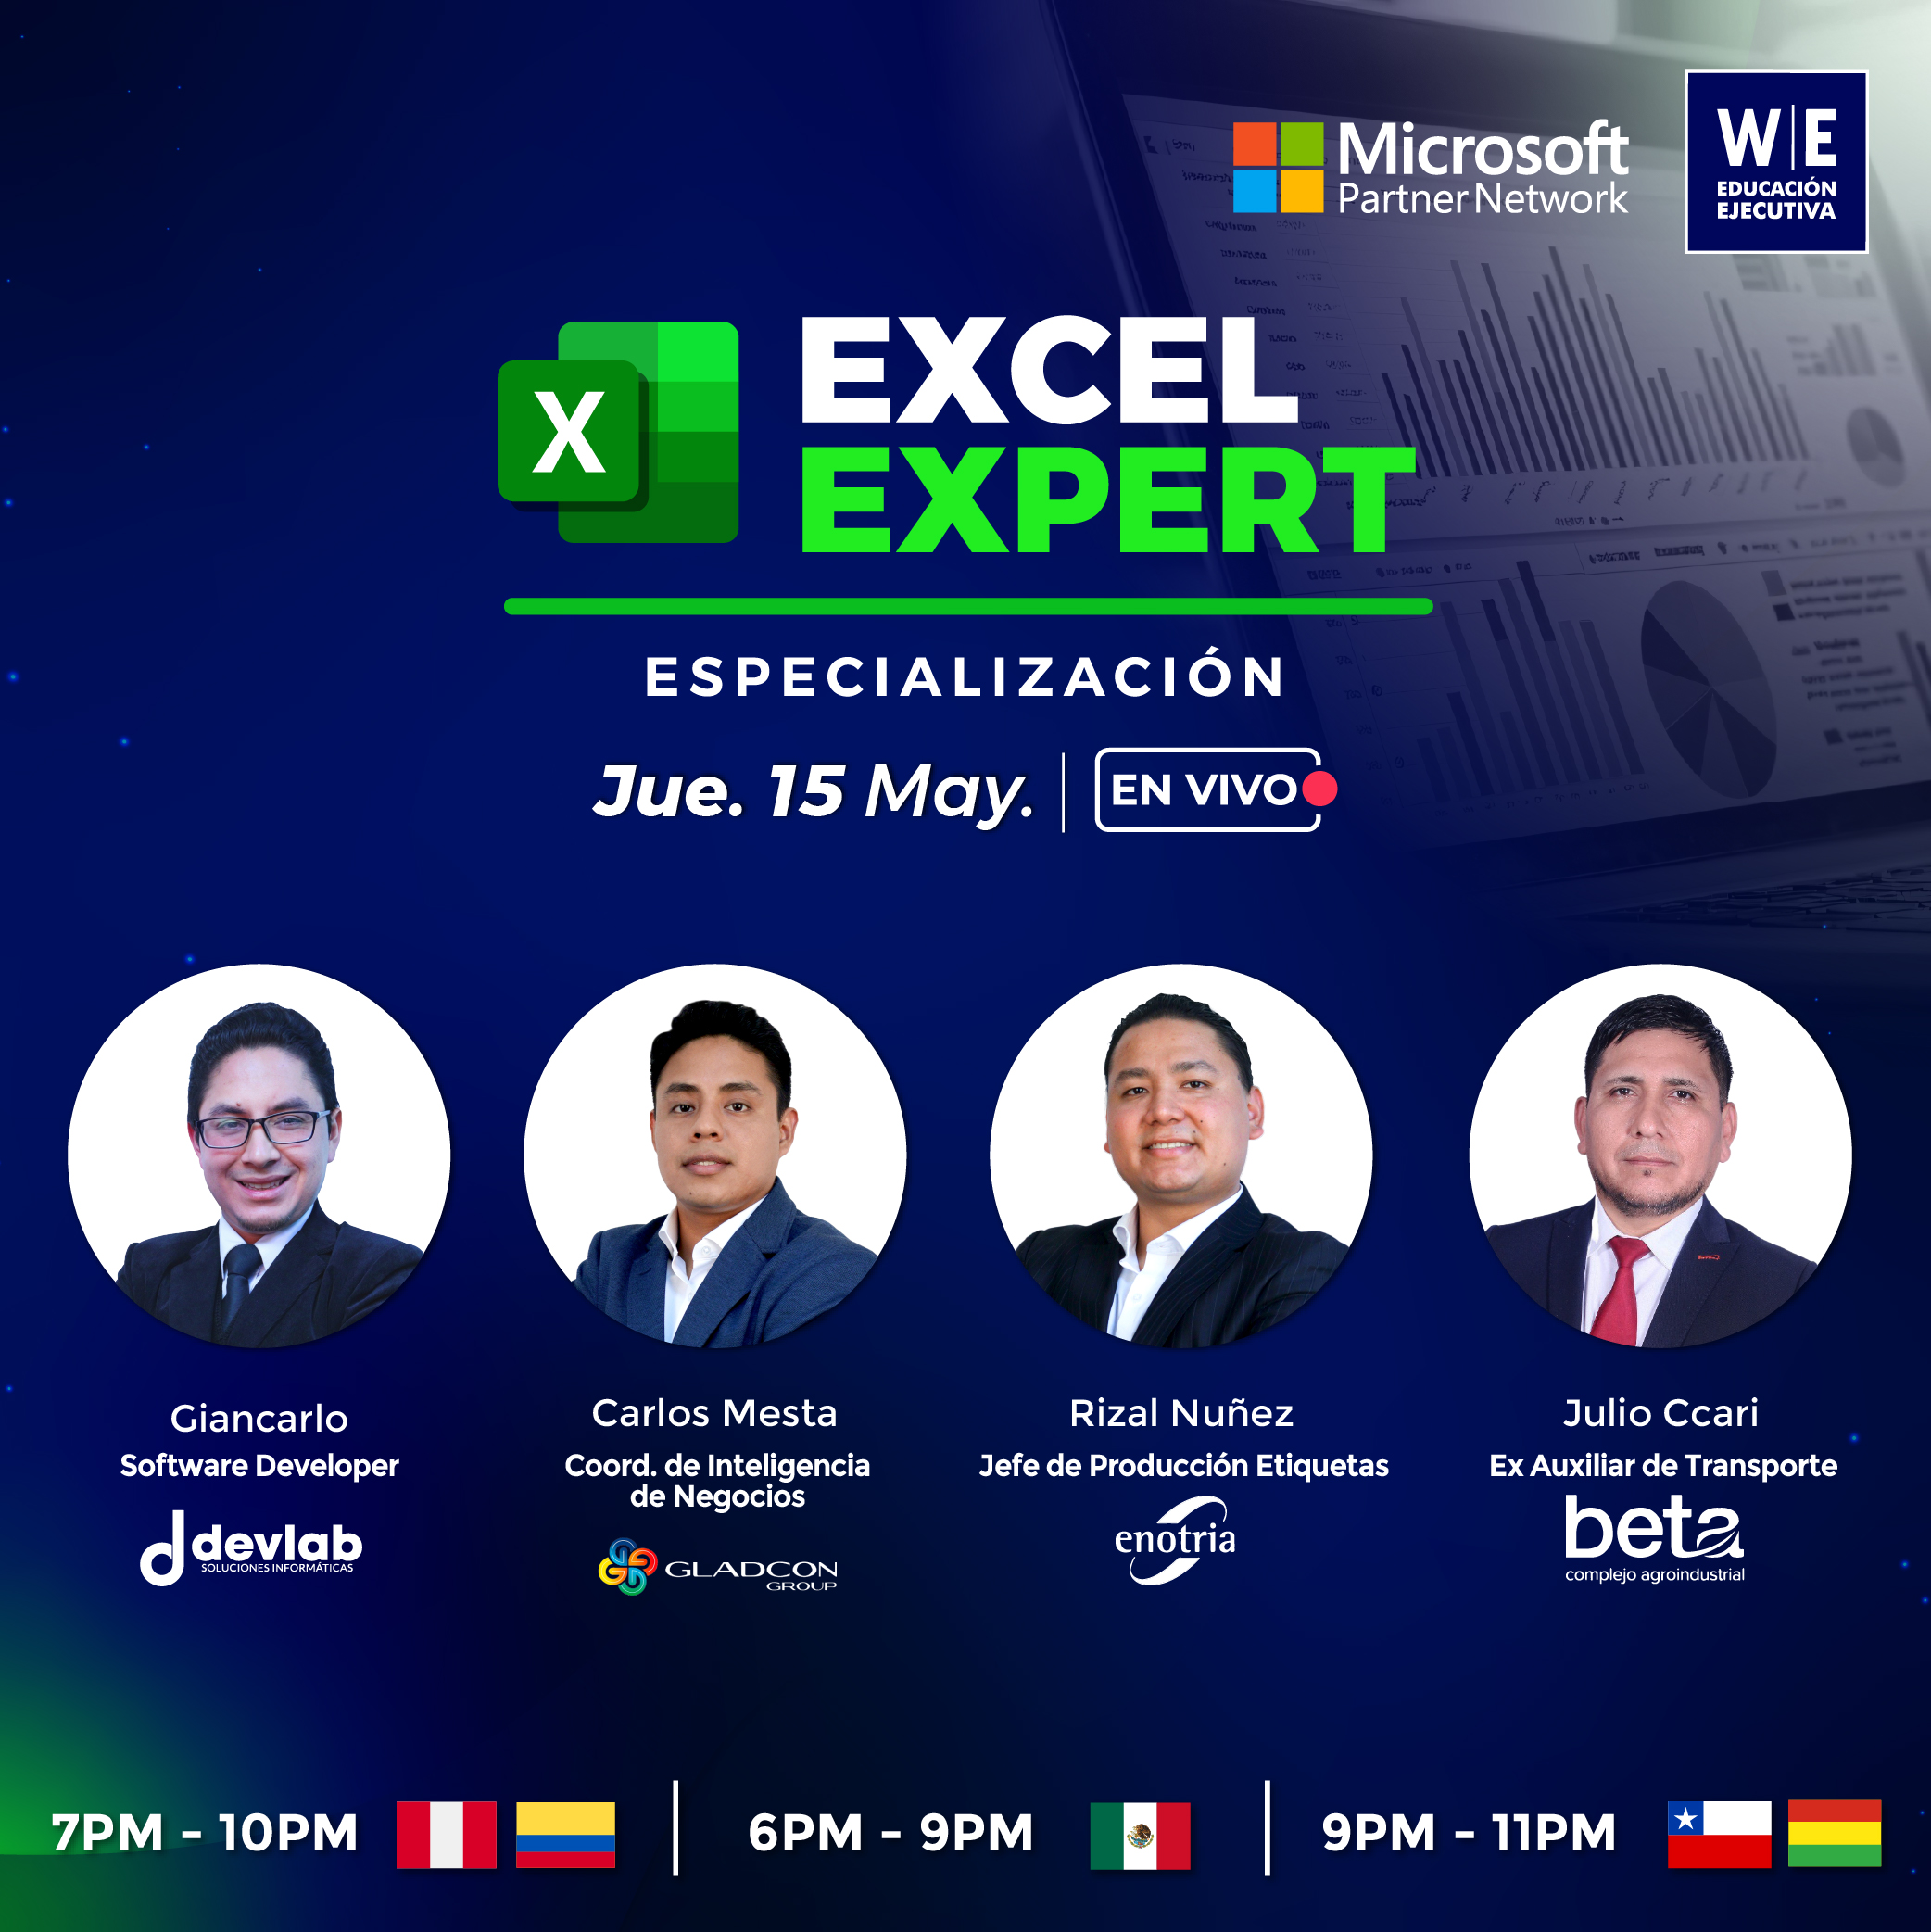 Microsoft
Partner Network
W|E
EDUCACIÓN
EJECUTIVA
X
EXCEL
EXPERT
ESPECIALIZACIÓN
Jue. 15 May.
EN VIVO
Giancarlo
Software Developer
devlab
SOLUCIONES INFORMÁTICAS
Carlos Mesta
Coord. de Inteligencia
de Negocios
GLADCON
GROUP
Rizal Nuñez
Jefe de Producción Etiquetas
enotria
Julio Ccari
Ex Auxiliar de Transporte
beta
complejo agroindustrial
7PM - 10PM
6PM - 9PM
9PM - 11PM